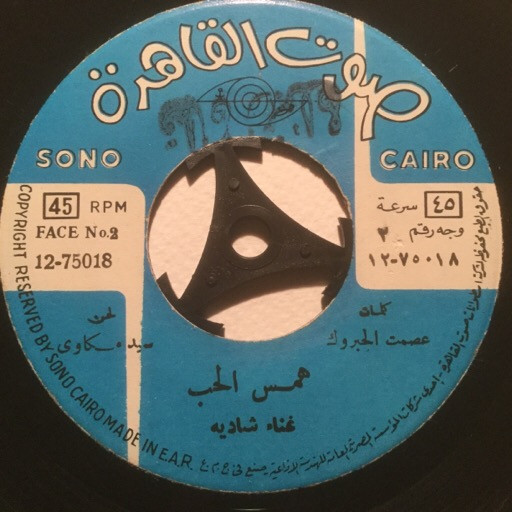 صوت القاهرة
SONO CAIRO
45 RPM
FACE No.2
12-75018
٤٥ سرعة
وجه رقم ٢
١٢-٧٥٠١٨
كلمات
عصمت الحبروك
لحن
سيد مكاوى
همس الحب
غناء شاديه
COPYRIGHT RESERVED BY SONO CAIRO MADE IN E.A.R.